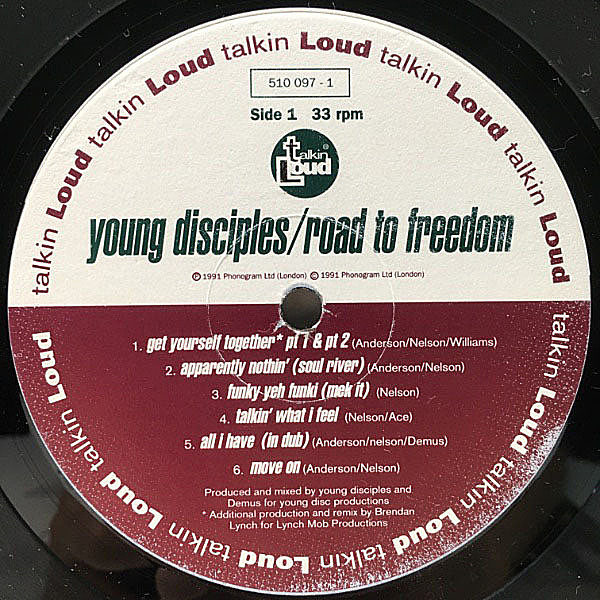 talkin Loud talkin Loud talkin Loud talkin Loud talkin Loud talkin Loud talkin Loud talkin Loud
510 097 - 1
Side 1 33 rpm
talkin Loud ®
young disciples/road to freedom
℗ 1991 Phonogram Ltd (London) © 1991 Phonogram Ltd (London)
1. get yourself together* pt 1 & pt 2 (Anderson/Nelson/Williams)
2. apparently nothin' (soul river) (Anderson/Nelson)
3. funky-yeh funki (mek it) (Nelson)
4. talkin' what i feel (Nelson/Ace)
5. all i have (in dub) (Anderson/nelson/Demus)
6. move on (Anderson/Nelson)
Produced and mixed by young disciples and
Demus for young disc productions
* Additional production and remix by Brendan
Lynch for Lynch Mob Productions